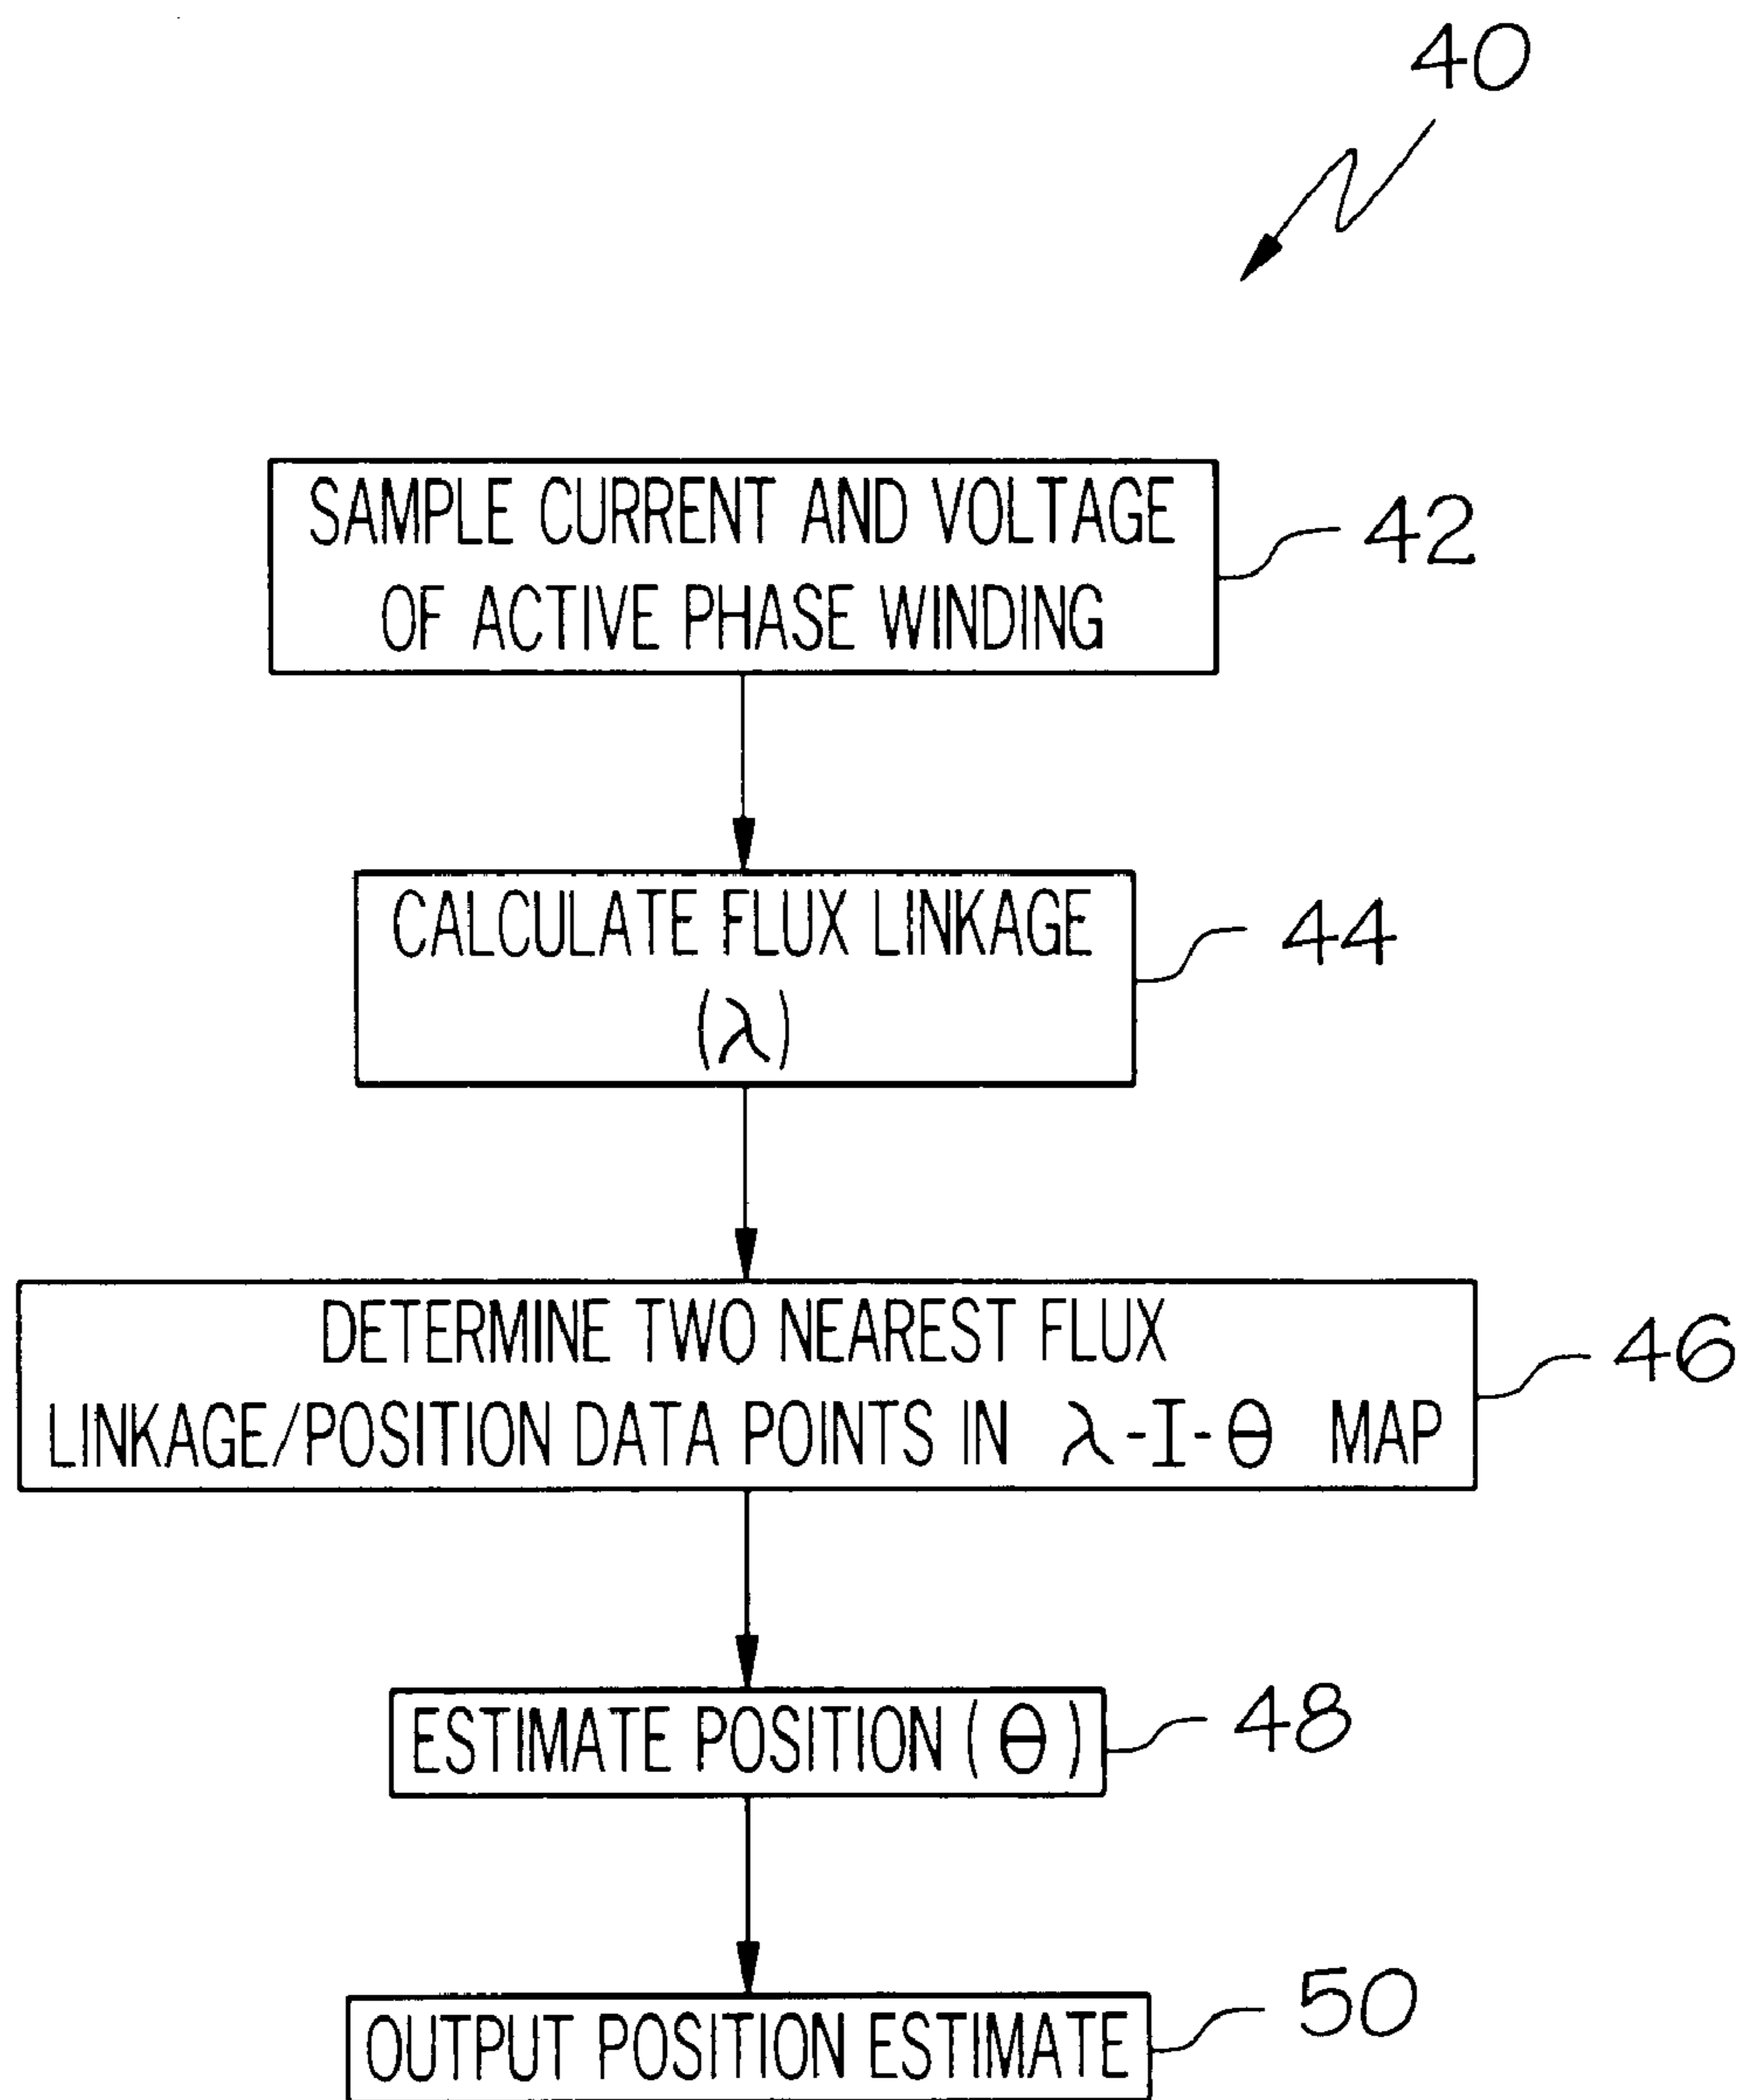 40
SAMPLE CURRENT AND VOLTAGE
OF ACTIVE PHASE WINDING
42
CALCULATE FLUX LINKAGE
(λ)
44
DETERMINE TWO NEAREST FLUX
LINKAGE/POSITION DATA POINTS IN λ-I-θ MAP
46
ESTIMATE POSITION (θ)
48
OUTPUT POSITION ESTIMATE
50